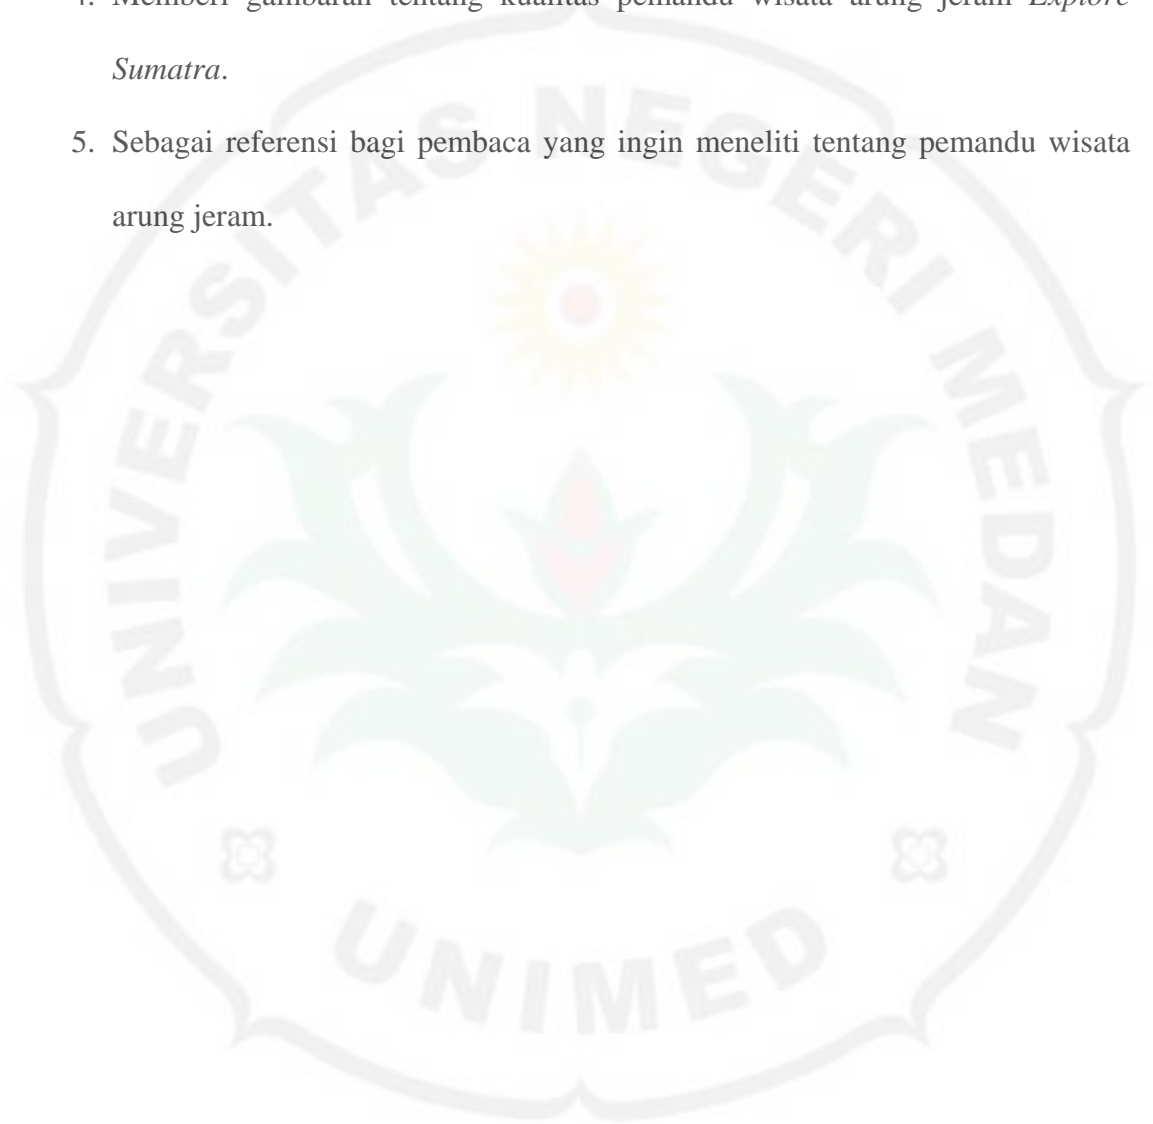 4. Memberi gambaran tentang kualitas pemandu wisata arung jeram Explore
Sumatra.
5. Sebagai referensi bagi pembaca yang ingin meneliti tentang pemandu wisata
arung jeram.
UNIVERSITAS NEGERI MEDAN
UNIMED